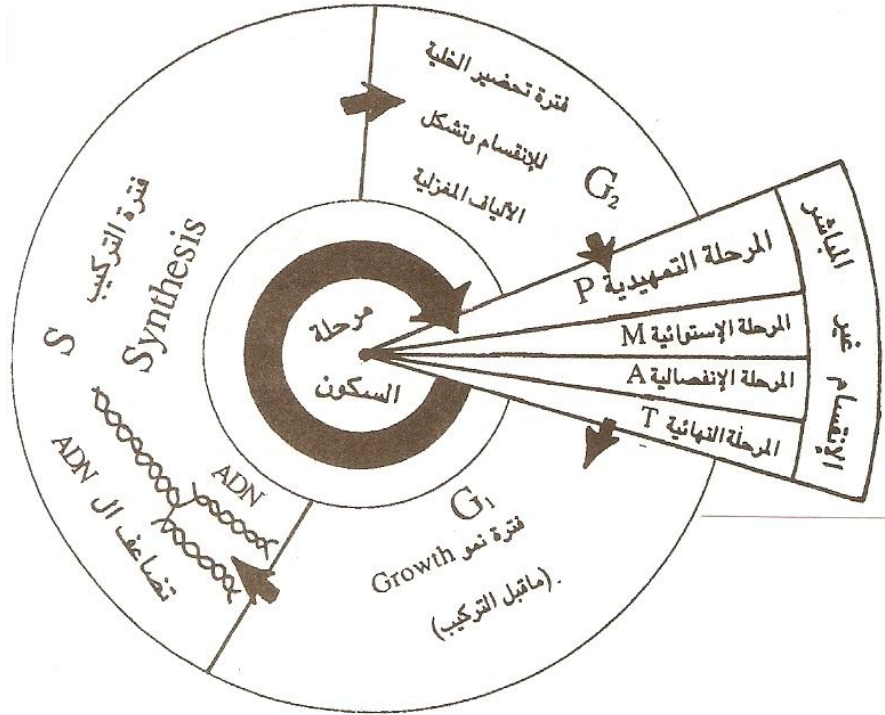 فترة تحضير الخلية
للإنقسام وتشكل
الألياف المغزلية
G₂
المرحلة التمهيدية P
المرحلة الإستوائية M
المرحلة الإنفصالية A
المرحلة النهائية T
الإنقسام غير المباشر
مرحلة
السكون
G₁
فترة نمو Growth
(ماقبل التركيب).
S فترة التركيب
Synthesis
ADN
تضاعف ال ADN